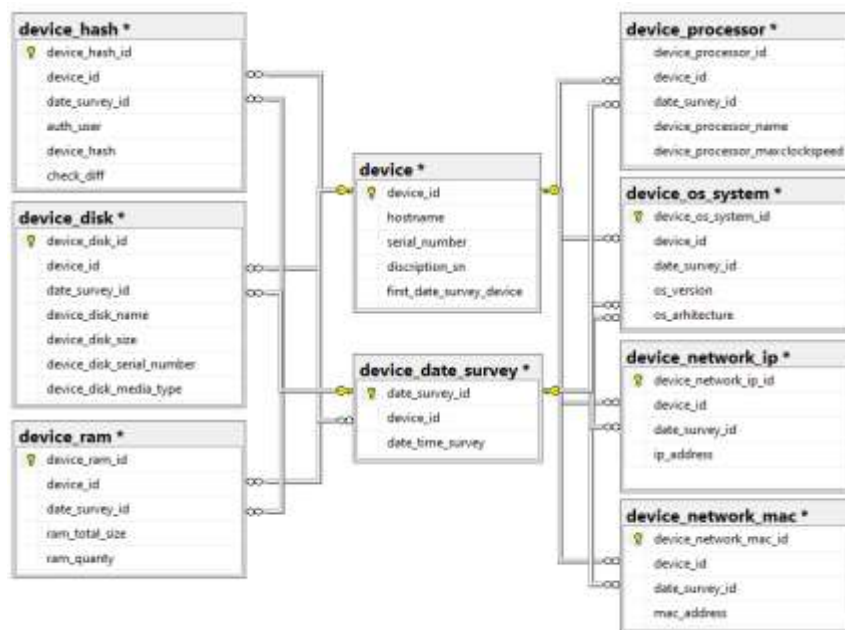 device_hash *
device_hash_id
device_id
date_survey_id
auth_user
device_hash
check_diff
device_disk *
device_disk_id
device_id
date_survey_id
device_disk_name
device_disk_size
device_disk_serial_number
device_disk_media_type
device_ram *
device_ram_id
device_id
date_survey_id
ram_total_size
ram_quanty
device *
device_id
hostname
serial_number
discription_sn
first_date_survey_device
device_date_survey *
date_survey_id
device_id
date_time_survey
device_processor *
device_processor_id
device_id
date_survey_id
device_processor_name
device_processor_maxclockspeed
device_os_system *
device_os_system_id
device_id
date_survey_id
os_version
os_arhitecture
device_network_ip *
device_network_ip_id
device_id
date_survey_id
ip_address
device_network_mac *
device_network_mac_id
device_id
date_survey_id
mac_address